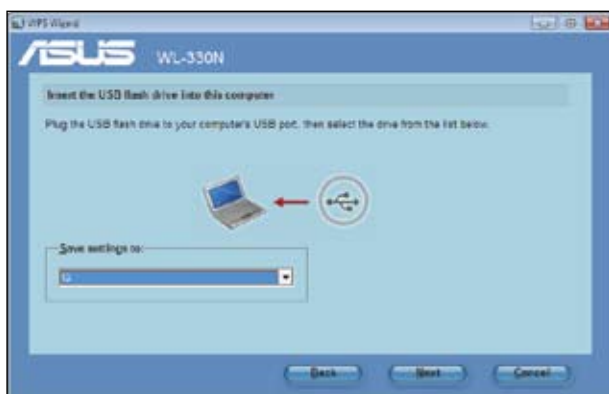 WPS Wizard
ASUS WL-330N
Insert the USB flash drive into this computer
Plug the USB flash drive to your computer's USB port, then select the drive from the list below.
Save settings to:
Back Next Cancel